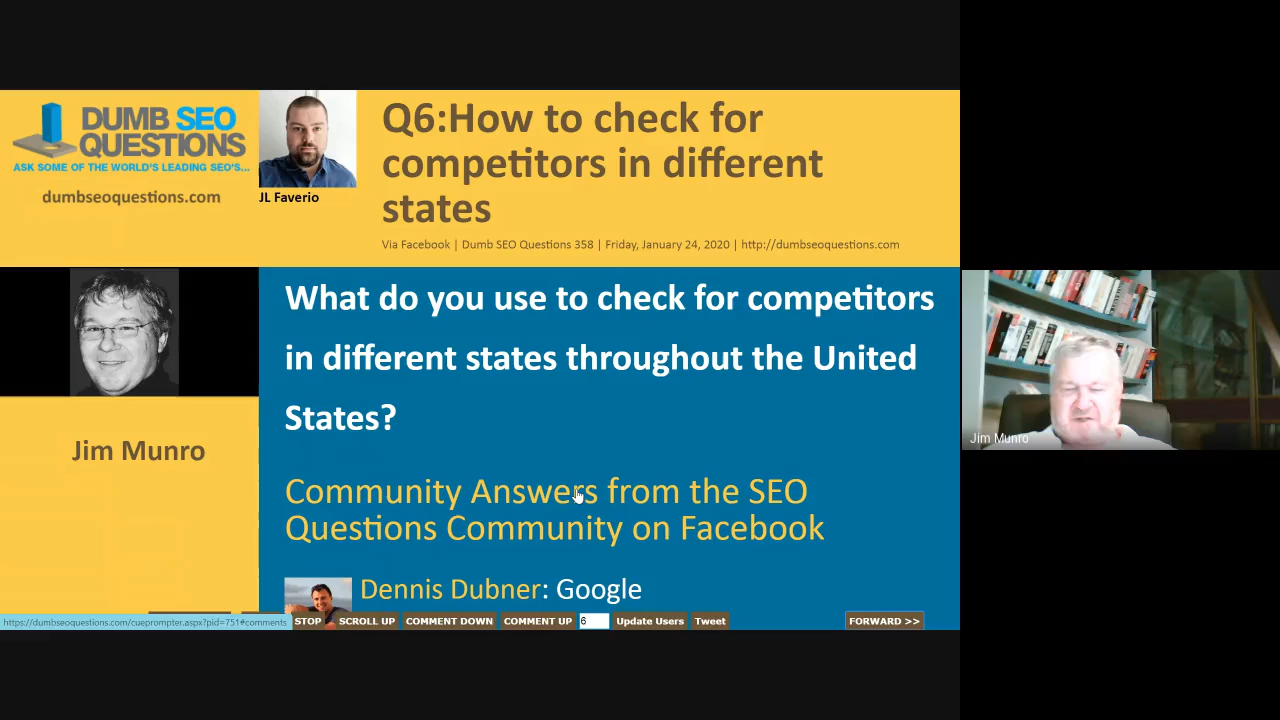 DUMB SEO
QUESTIONS
ASK SOME OF THE WORLD'S LEADING SEO'S...
dumbseoquestions.com
JL Faverio
Q6:How to check for
competitors in different
states
Via Facebook | Dumb SEO Questions 358 | Friday, January 24, 2020 | http://dumbseoquestions.com
Jim Munro
What do you use to check for competitors
in different states throughout the United
States?
Community Answers from the SEO
Questions Community on Facebook
Dennis Dubner: Google
https://dumbseoquestions.com/cueprompter.aspx?pid=751#comments
STOP
SCROLL UP
COMMENT DOWN
COMMENT UP
6
Update Users
Tweet
FORWARD >>
Jim Munro